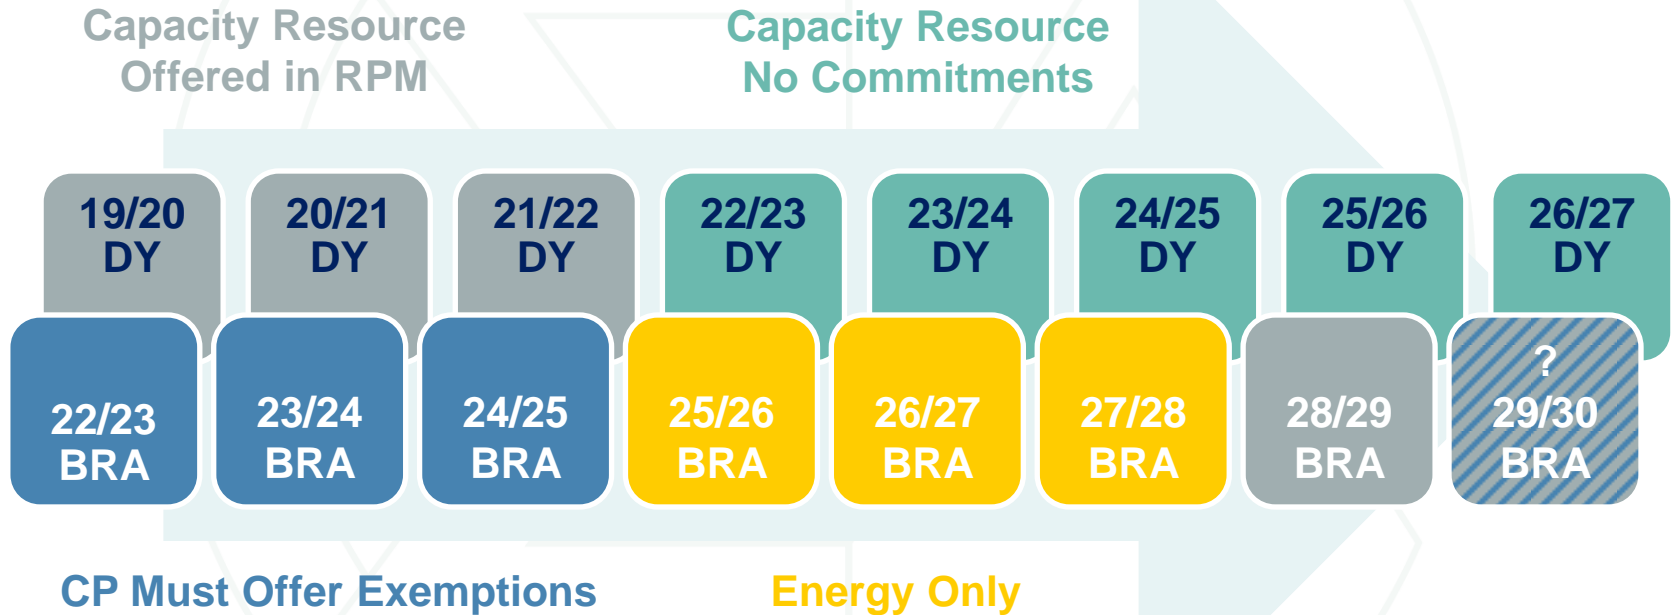 Capacity Resource
Offered in RPM
Capacity Resource
No Commitments
19/20
DY
20/21
DY
21/22
DY
22/23
DY
23/24
DY
24/25
DY
25/26
DY
26/27
DY
22/23
BRA
23/24
BRA
24/25
BRA
25/26
BRA
26/27
BRA
27/28
BRA
28/29
BRA
?
29/30
BRA
CP Must Offer Exemptions
Energy Only